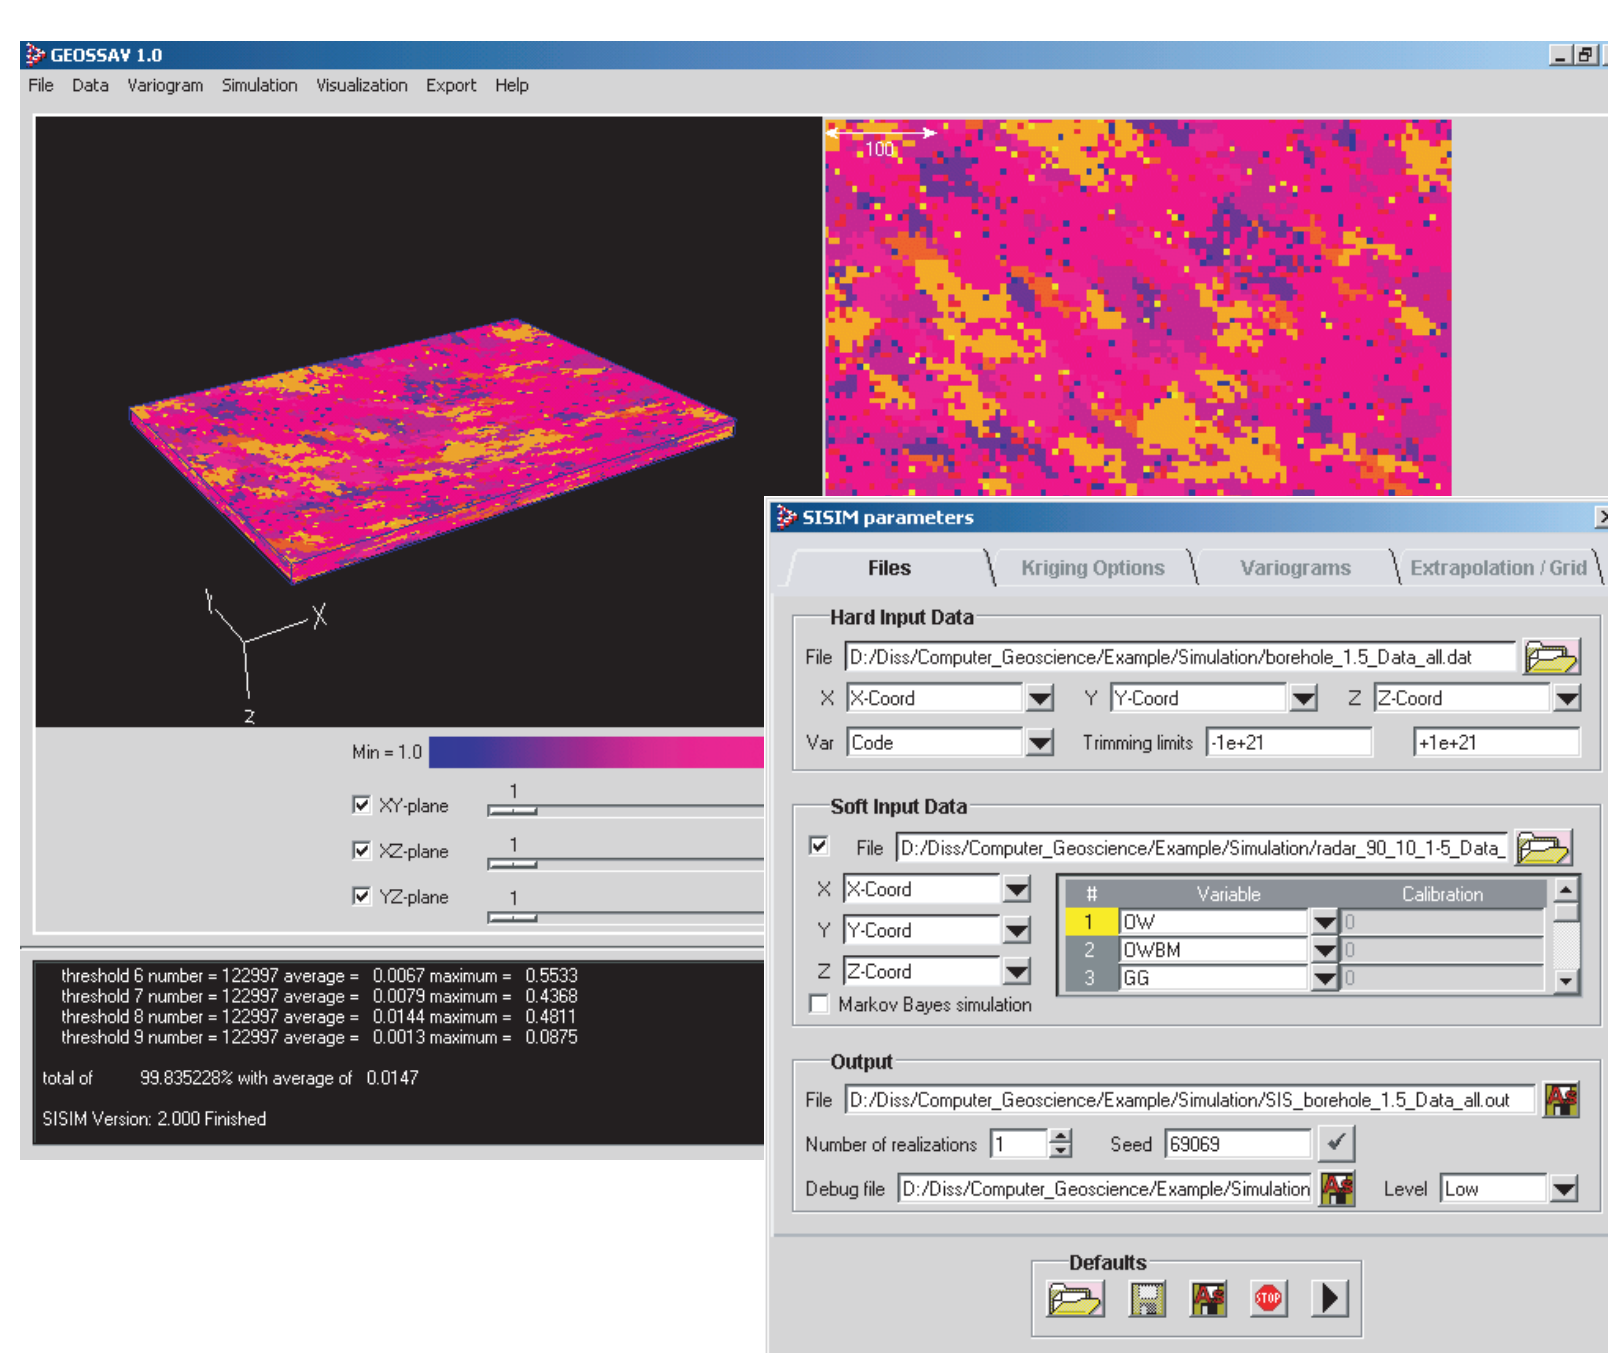 GEOSSAV 1.0
File Data Variogram Simulation Visualization Export Help
100
Y
X
Z
Min = 1.0
XY-plane 1
XZ-plane 1
YZ-plane 1
threshold 6 number = 122997 average = 0.0067 maximum = 0.5533
threshold 7 number = 122997 average = 0.0079 maximum = 0.4368
threshold 8 number = 122997 average = 0.0144 maximum = 0.4811
threshold 9 number = 122997 average = 0.0013 maximum = 0.0875
total of 99.835228% with average of 0.0147
SISIM Version: 2.000 Finished
SISIM parameters
Files Kriging Options Variograms Extrapolation / Grid
Hard Input Data
File D:/Diss/Computer_Geoscience/Example/Simulation/borehole_1.5_Data_all.dat
X X-Coord Y Y-Coord Z Z-Coord
Var Code Trimming limits -1e+21 +1e+21
Soft Input Data
File D:/Diss/Computer_Geoscience/Example/Simulation/radar_90_10_1-5_Data_
X X-Coord
Y Y-Coord
Z Z-Coord
Markov Bayes simulation
# Variable Calibration
1 OW 0
2 OWBM 0
3 GG 0
Output
File D:/Diss/Computer_Geoscience/Example/Simulation/SIS_borehole_1.5_Data_all.out As
Number of realizations 1 Seed 69069
Debug file D:/Diss/Computer_Geoscience/Example/Simulation As Level Low
Defaults
As STOP